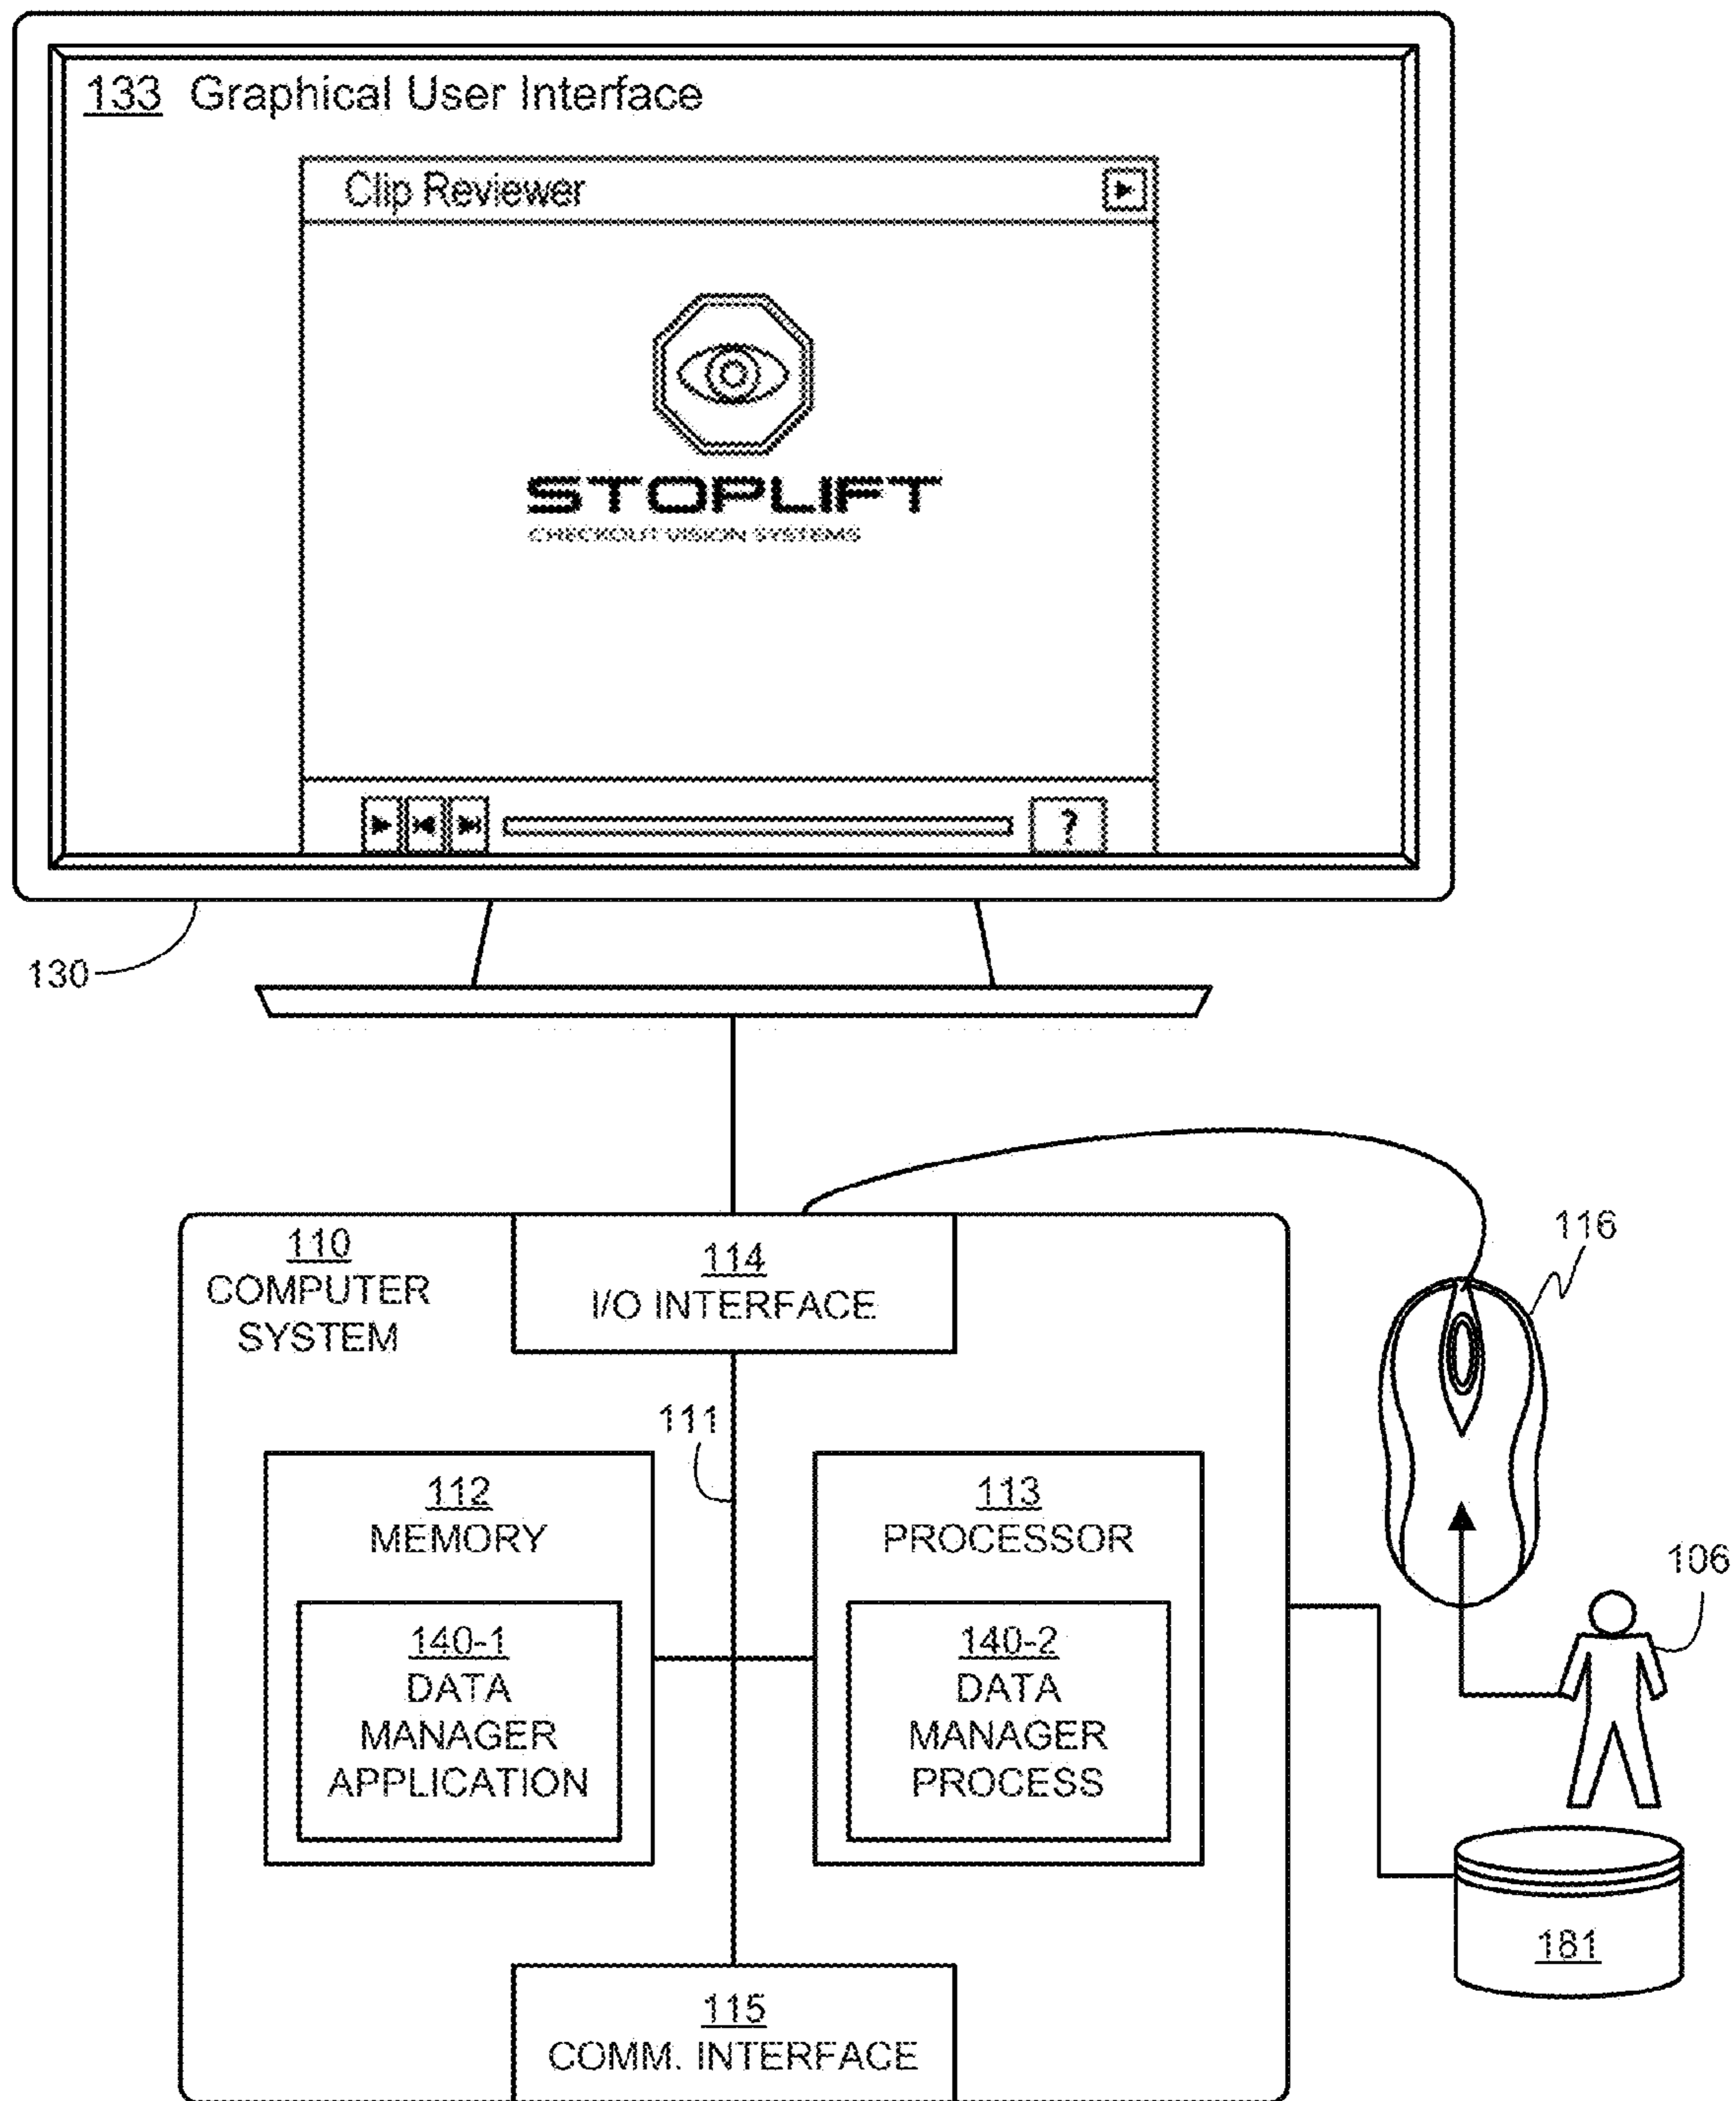 133 Graphical User Interface
Clip Reviewer
STOPLIFT
CHECKOUT VISION SYSTEMS
?
130
110
COMPUTER
SYSTEM
114
I/O INTERFACE
116
111
112
MEMORY
113
PROCESSOR
106
140-1
DATA
MANAGER
APPLICATION
140-2
DATA
MANAGER
PROCESS
181
115
COMM. INTERFACE